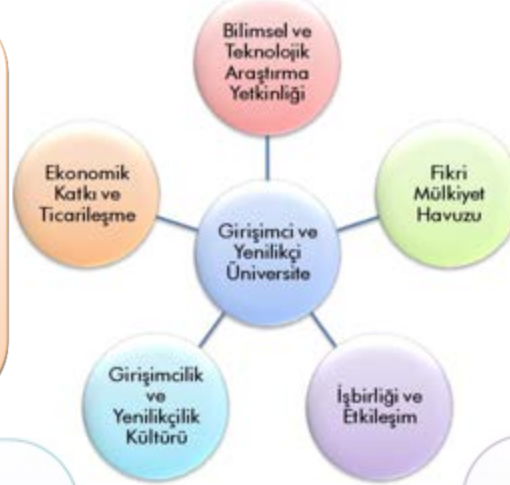 Bilimsel ve
Teknolojik
Araştırma
Yetkinliği
Ekonomik
Katkı ve
Ticarileşme
Fikri
Mülkiyet
Havuzu
Girişimci ve
Yenilikçi
Üniversite
Girişimcilik
ve
Yenilikçilik
Kültürü
İşbirliği ve
Etkileşim